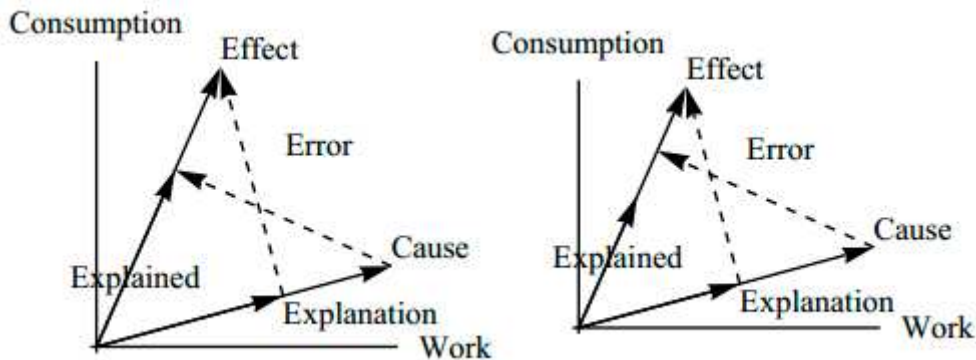 Consumption
Effect
Error
Cause
Explained
Explanation
Work
Consumption
Effect
Error
Cause
Explained
Explanation
Work